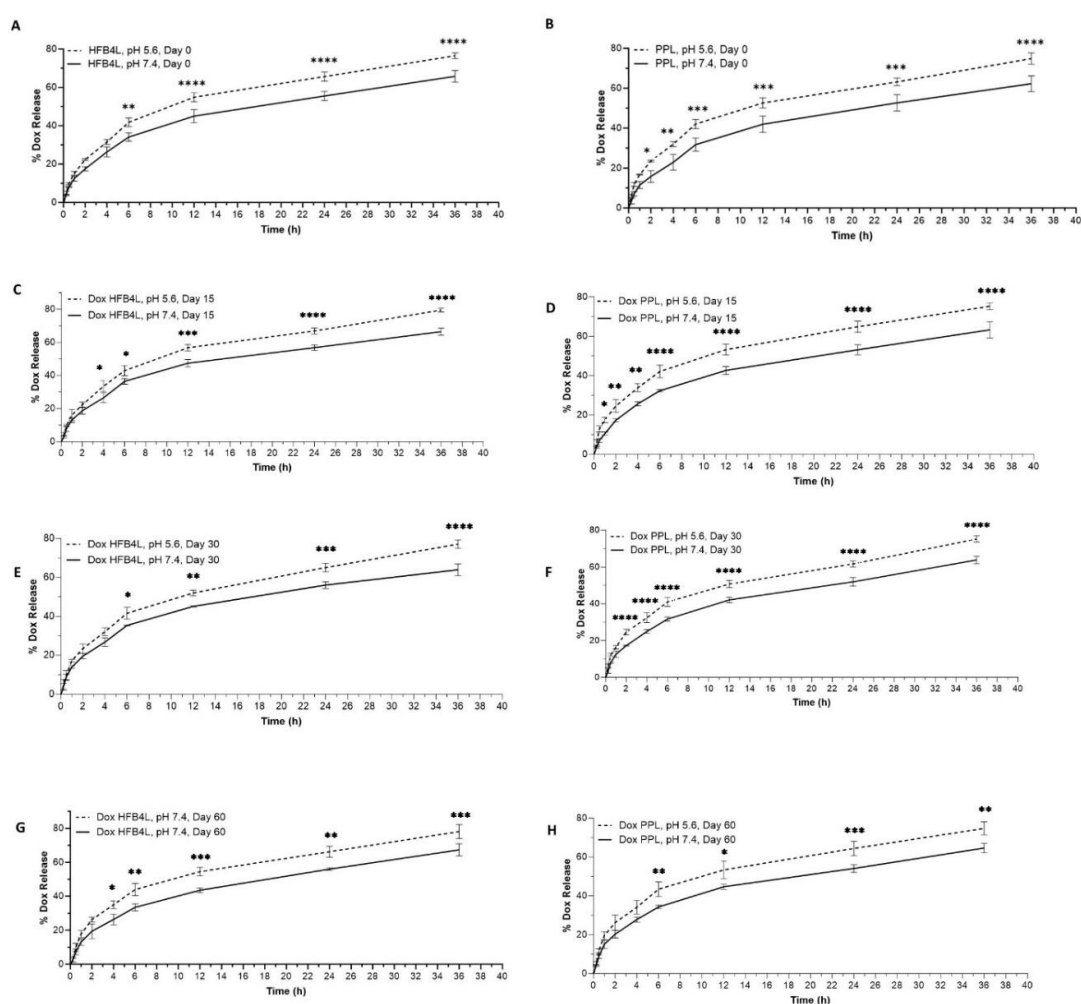 A
HFB4L, pH 5.6, Day 0
HFB4L, pH 7.4, Day 0
** **** **** ****
% Dox Release
80
60
40
20
0
0 2 4 6 8 10 12 14 16 18 20 22 24 26 28 30 32 34 36 38 40
Time (h)
B
PPL, pH 5.6, Day 0
PPL, pH 7.4, Day 0
* ** *** *** *** ****
% Dox Release
80
60
40
20
0
0 2 4 6 8 10 12 14 16 18 20 22 24 26 28 30 32 34 36 38 40
Time (h)
C
Dox HFB4L, pH 5.6, Day 15
Dox HFB4L, pH 7.4, Day 15
* * *** **** ****
% Dox Release
80
60
40
20
0
0 2 4 6 8 10 12 14 16 18 20 22 24 26 28 30 32 34 36 38 40
Time (h)
D
Dox PPL, pH 5.6, Day 15
Dox PPL, pH 7.4, Day 15
* ** ** **** **** **** ****
% Dox Release
80
60
40
20
0
0 2 4 6 8 10 12 14 16 18 20 22 24 26 28 30 32 34 36 38 40
Time (h)
E
Dox HFB4L, pH 5.6, Day 30
Dox HFB4L, pH 7.4, Day 30
* ** *** ****
% Dox Release
80
60
40
20
0
0 2 4 6 8 10 12 14 16 18 20 22 24 26 28 30 32 34 36 38 40
Time (h)
F
Dox PPL, pH 5.6, Day 30
Dox PPL, pH 7.4, Day 30
**** **** **** **** **** ****
% Dox Release
80
60
40
20
0
0 2 4 6 8 10 12 14 16 18 20 22 24 26 28 30 32 34 36 38 40
Time (h)
G
Dox HFB4L, pH 7.4, Day 60
Dox HFB4L, pH 7.4, Day 60
* ** *** ** ***
% Dox Release
80
60
40
20
0
0 2 4 6 8 10 12 14 16 18 20 22 24 26 28 30 32 34 36 38 40
Time (h)
H
Dox PPL, pH 5.6, Day 60
Dox PPL, pH 7.4, Day 60
** * *** **
% Dox Release
80
60
40
20
0
0 2 4 6 8 10 12 14 16 18 20 22 24 26 28 30 32 34 36 38 40
Time (h)